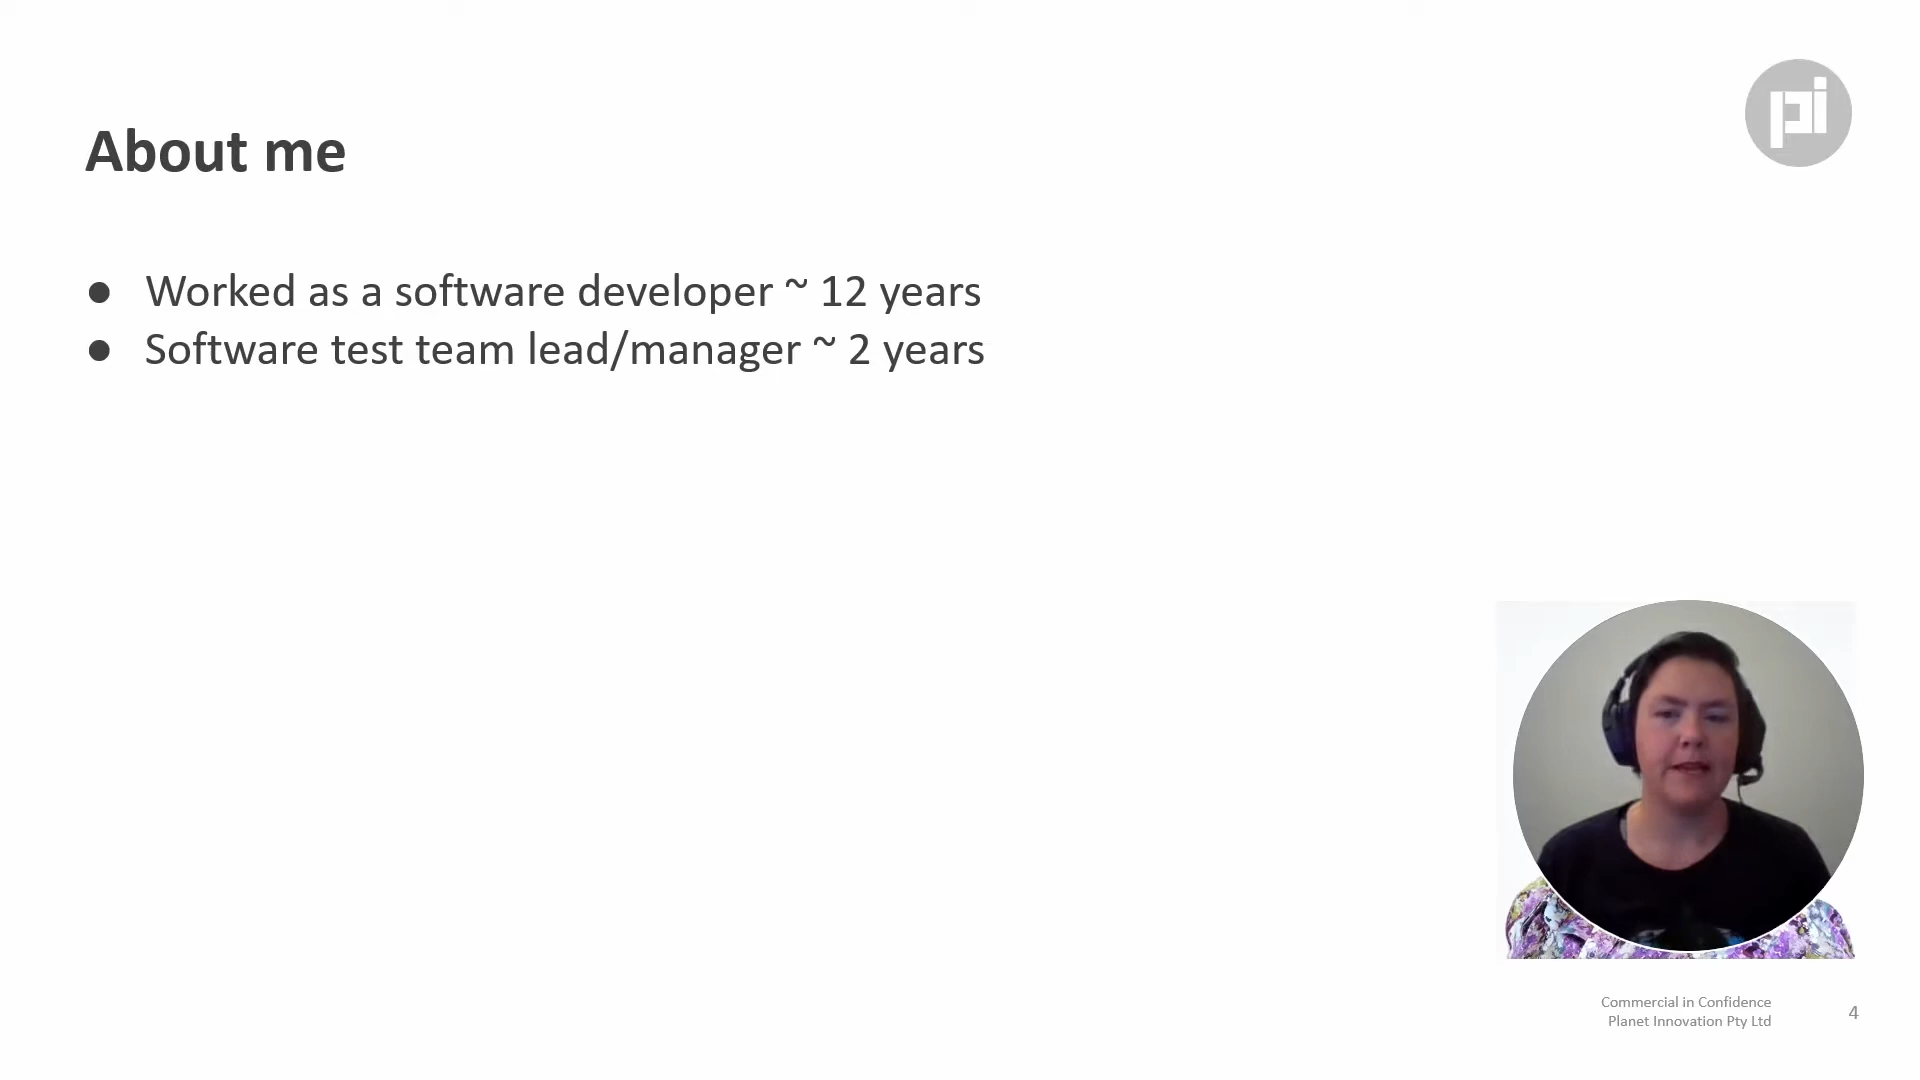 pi
About me
● Worked as a software developer ~ 12 years
● Software test team lead/manager ~ 2 years
Commercial in Confidence
Planet Innovation Pty Ltd
4